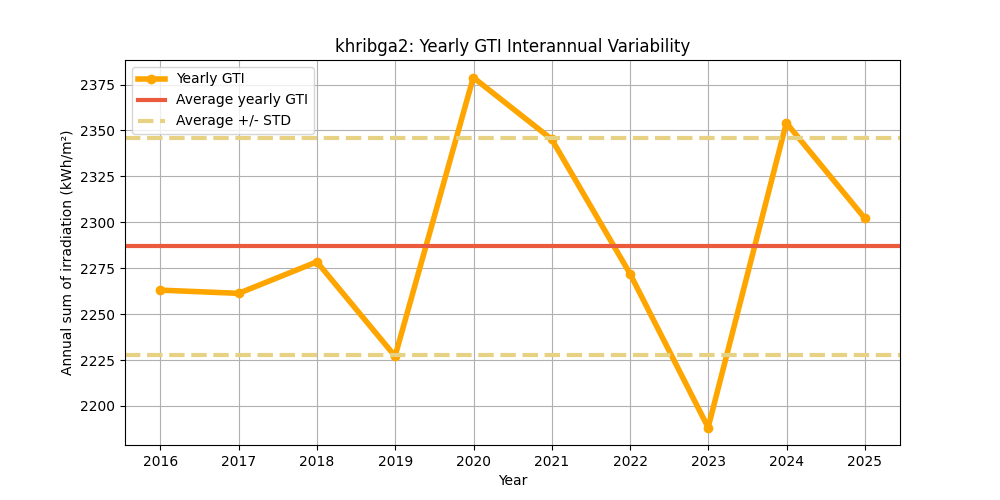 khribga2: Yearly GTI Interannual Variability
Yearly GTI
Average yearly GTI
Average +/- STD
Annual sum of irradiation (kWh/m²)
2375
2350
2325
2300
2275
2250
2225
2200
2016 2017 2018 2019 2020 2021 2022 2023 2024 2025
Year